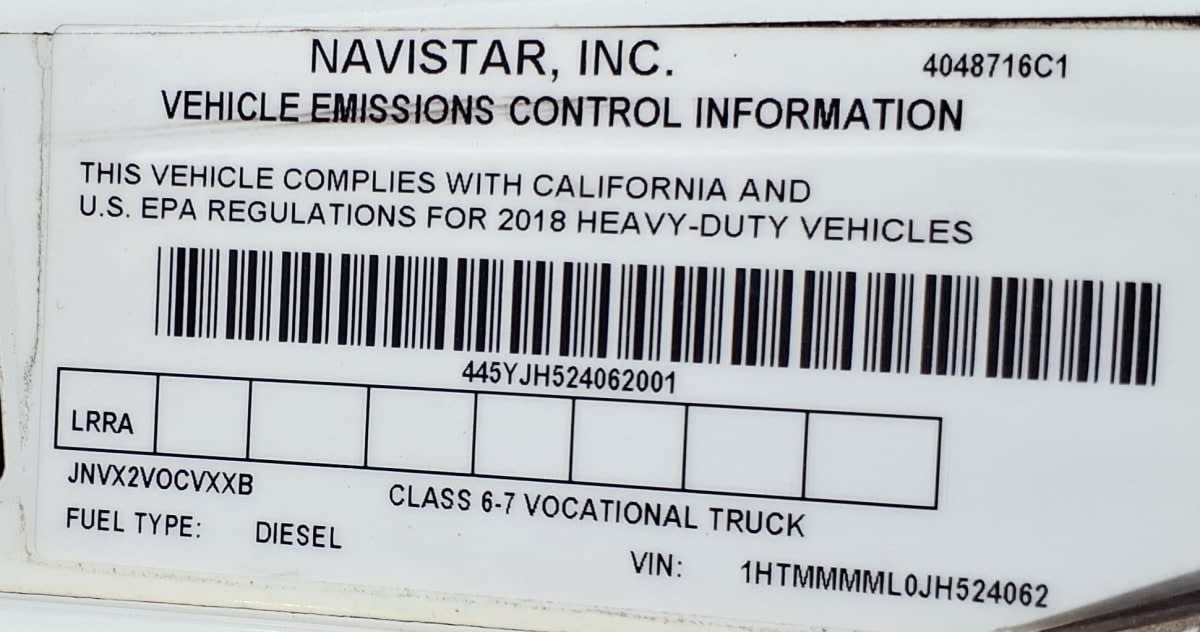 NAVISTAR, INC.
4048716C1
VEHICLE EMISSIONS CONTROL INFORMATION
THIS VEHICLE COMPLIES WITH CALIFORNIA AND
U.S. EPA REGULATIONS FOR 2018 HEAVY-DUTY VEHICLES
445YJH524062001
LRRA
JNVX2VOCVXXB
CLASS 6-7 VOCATIONAL TRUCK
FUEL TYPE: DIESEL
VIN: 1HTMMMML0JH524062